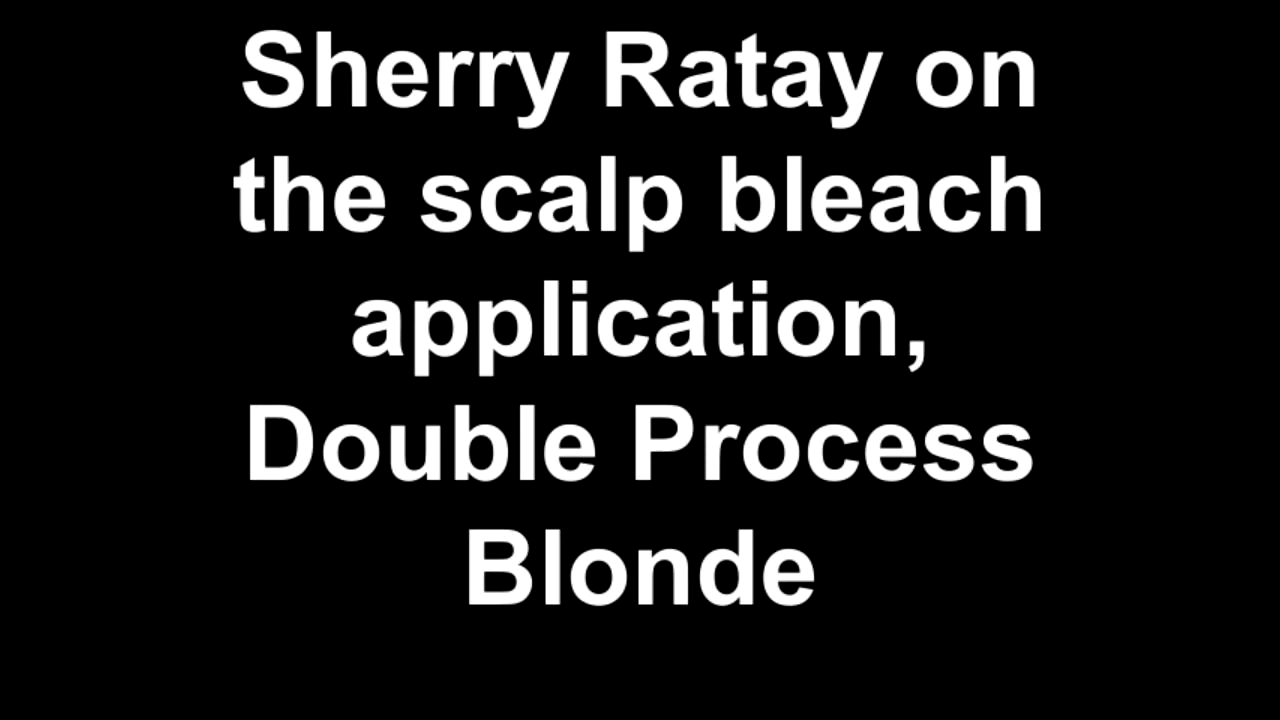 Sherry Ratay on
the scalp bleach
application,
Double Process
Blonde